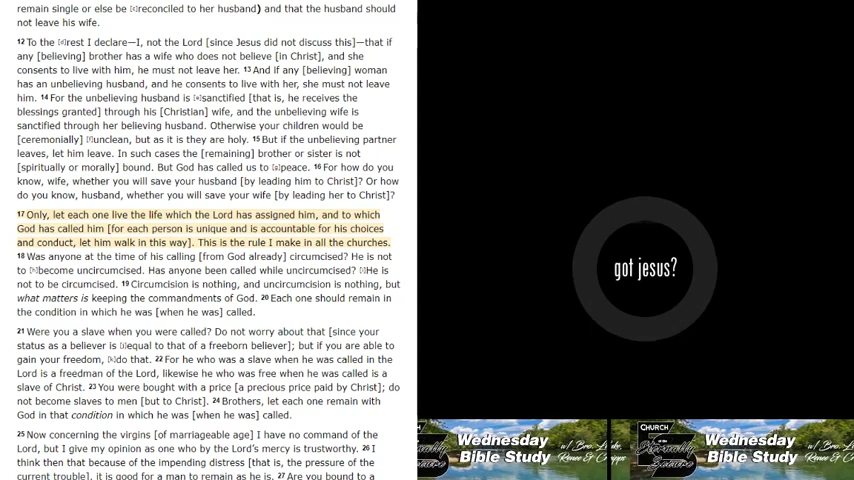 remain single or else be [c]reconciled to her husband) and that the husband should
not leave his wife.
12 To the [d]rest I declare—I, not the Lord [since Jesus did not discuss this]—that if
any [believing] brother has a wife who does not believe [in Christ], and she
consents to live with him, he must not leave her. 13 And if any [believing] woman
has an unbelieving husband, and he consents to live with her, she must not leave
him. 14 For the unbelieving husband is [e]sanctified [that is, he receives the
blessings granted] through his [Christian] wife, and the unbelieving wife is
sanctified through her believing husband. Otherwise your children would be
[ceremonially] [f]unclean, but as it is they are holy. 15 But if the unbelieving partner
leaves, let him leave. In such cases the [remaining] brother or sister is not
[spiritually or morally] bound. But God has called us to [g]peace. 16 For how do you
know, wife, whether you will save your husband [by leading him to Christ]? Or how
do you know, husband, whether you will save your wife [by leading her to Christ]?
17 Only, let each one live the life which the Lord has assigned him, and to which
God has called him [for each person is unique and is accountable for his choices
and conduct, let him walk in this way]. This is the rule I make in all the churches.
18 Was anyone at the time of his calling [from God already] circumcised? He is not
to [h]become uncircumcised. Has anyone been called while uncircumcised? [i]He is
not to be circumcised. 19 Circumcision is nothing, and uncircumcision is nothing, but
what matters is keeping the commandments of God. 20 Each one should remain in
the condition in which he was [when he was] called.
21 Were you a slave when you were called? Do not worry about that [since your
status as a believer is [j]equal to that of a freeborn believer]; but if you are able to
gain your freedom, [k]do that. 22 For he who was a slave when he was called in the
Lord is a freedman of the Lord, likewise he who was free when he was called is a
slave of Christ. 23 You were bought with a price [a precious price paid by Christ]; do
not become slaves to men [but to Christ]. 24 Brothers, let each one remain with
God in that condition in which he was [when he was] called.
25 Now concerning the virgins [of marriageable age] I have no command of the
Lord, but I give my opinion as one who by the Lord's mercy is trustworthy. 26 I
think then that because of the impending distress [that is, the pressure of the
current trouble], it is good for a man to remain as he is. 27 Are you bound to a
got jesus?
Wednesday
Bible Study
w/ Bro.
Renee &
CHURCH
Eternally
Secure
Wednesday
Bible Study
w/ Bro.
Renee &